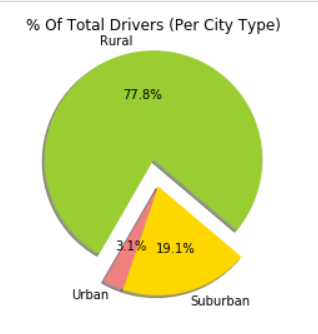 % Of Total Drivers (Per City Type)
Rural
77.8%
3.1% 19.1%
Urban
Suburban